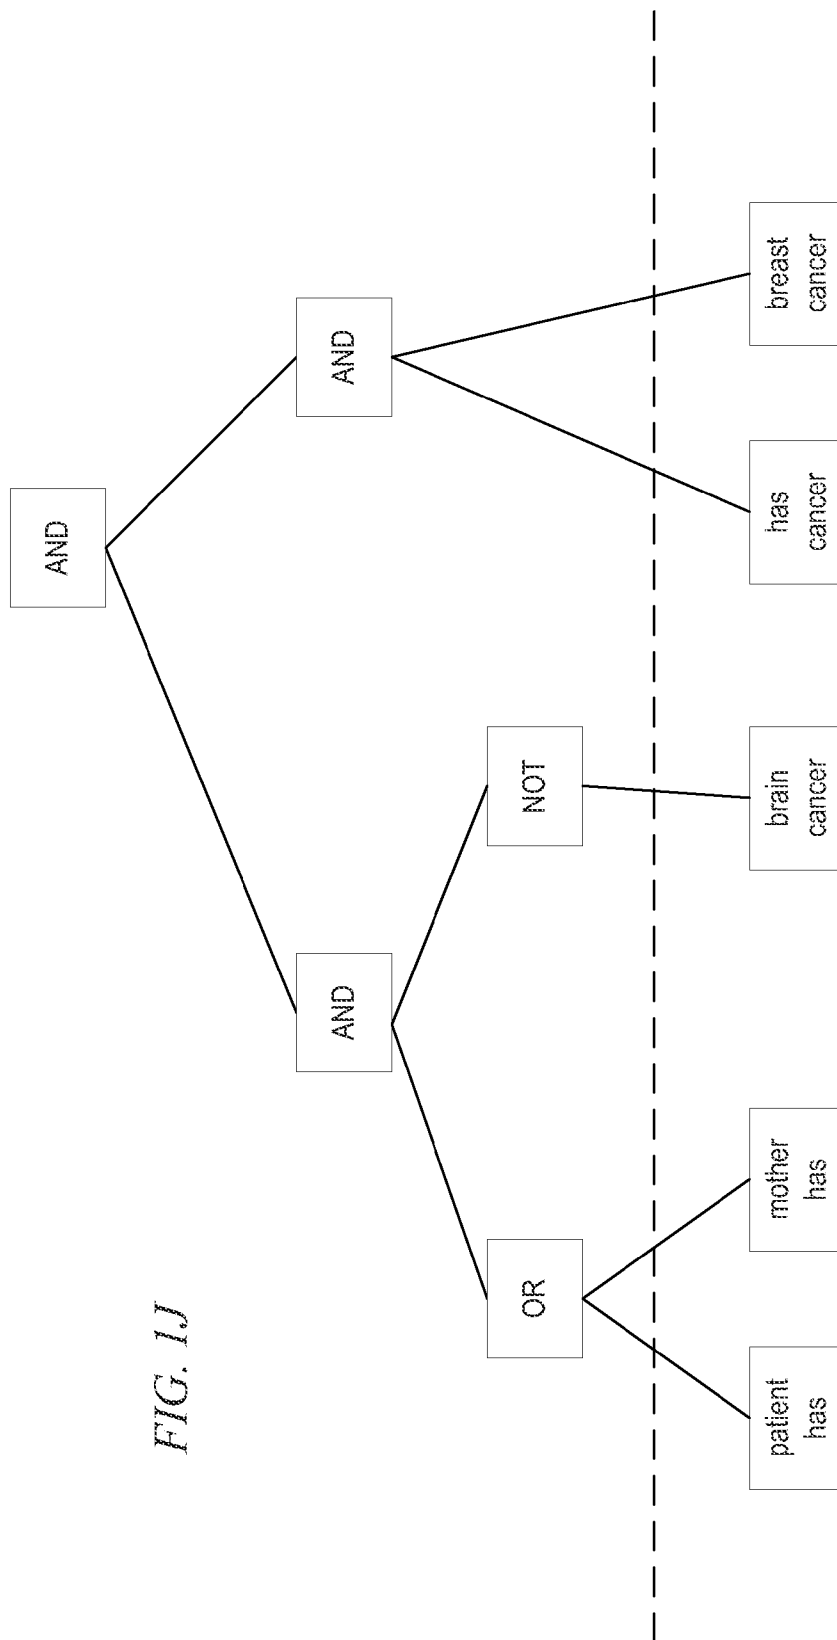 FIG. 1J
AND
AND
AND
OR
NOT
patient
has
mother
has
brain
cancer
has
cancer
breast
cancer